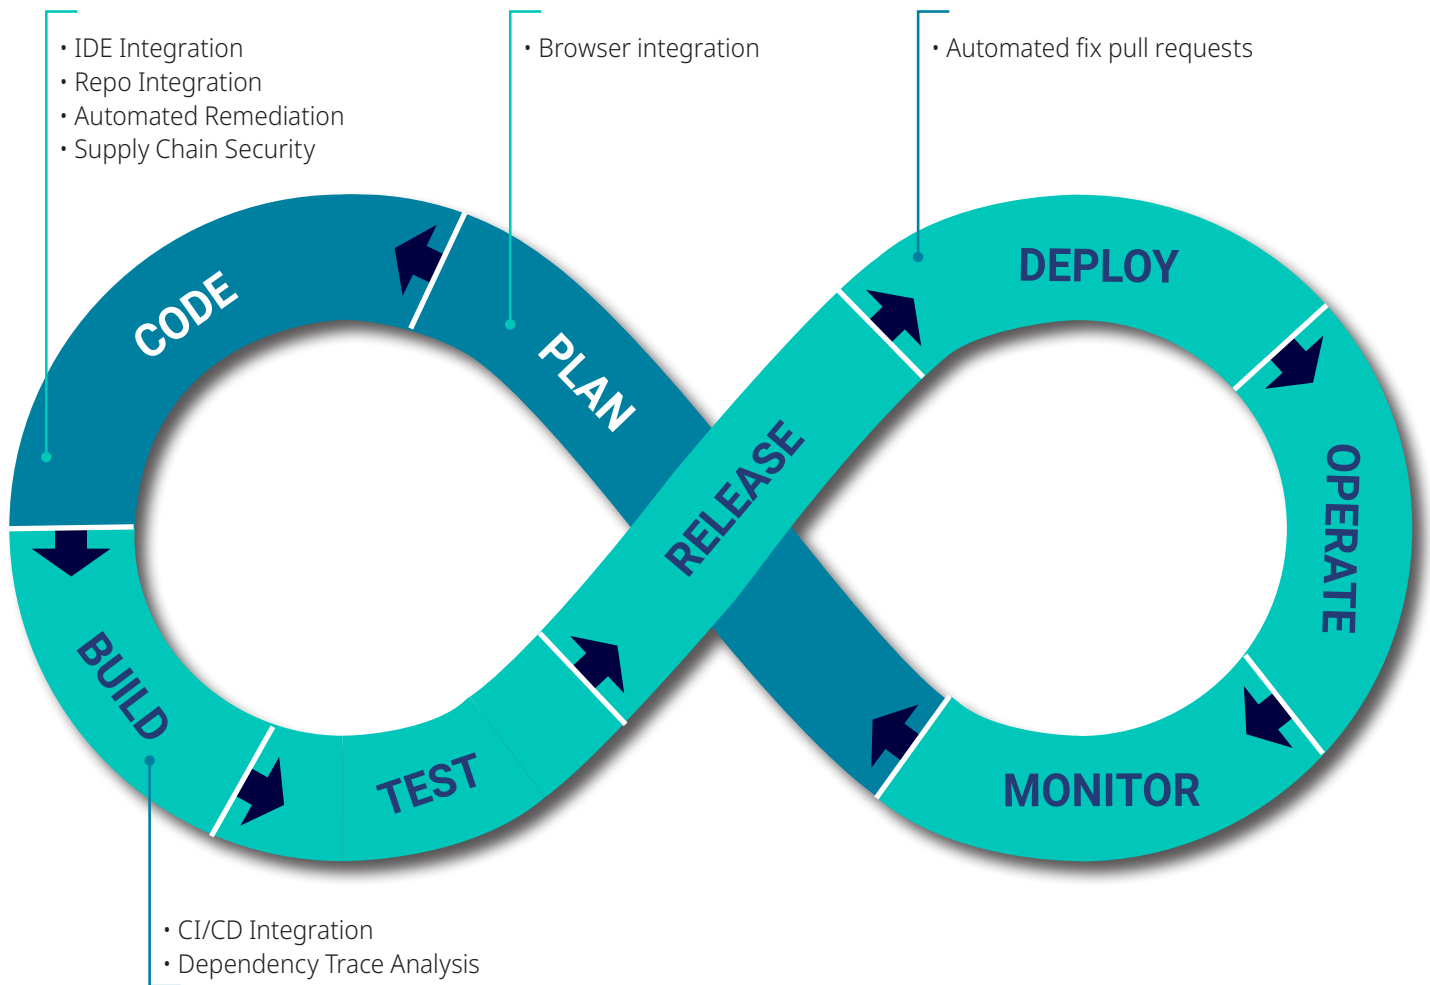 • IDE Integration
• Repo Integration
• Automated Remediation
• Supply Chain Security
• Browser integration
• Automated fix pull requests
CODE
PLAN
DEPLOY
RELEASE
OPERATE
BUILD
TEST
MONITOR
• CI/CD Integration
• Dependency Trace Analysis